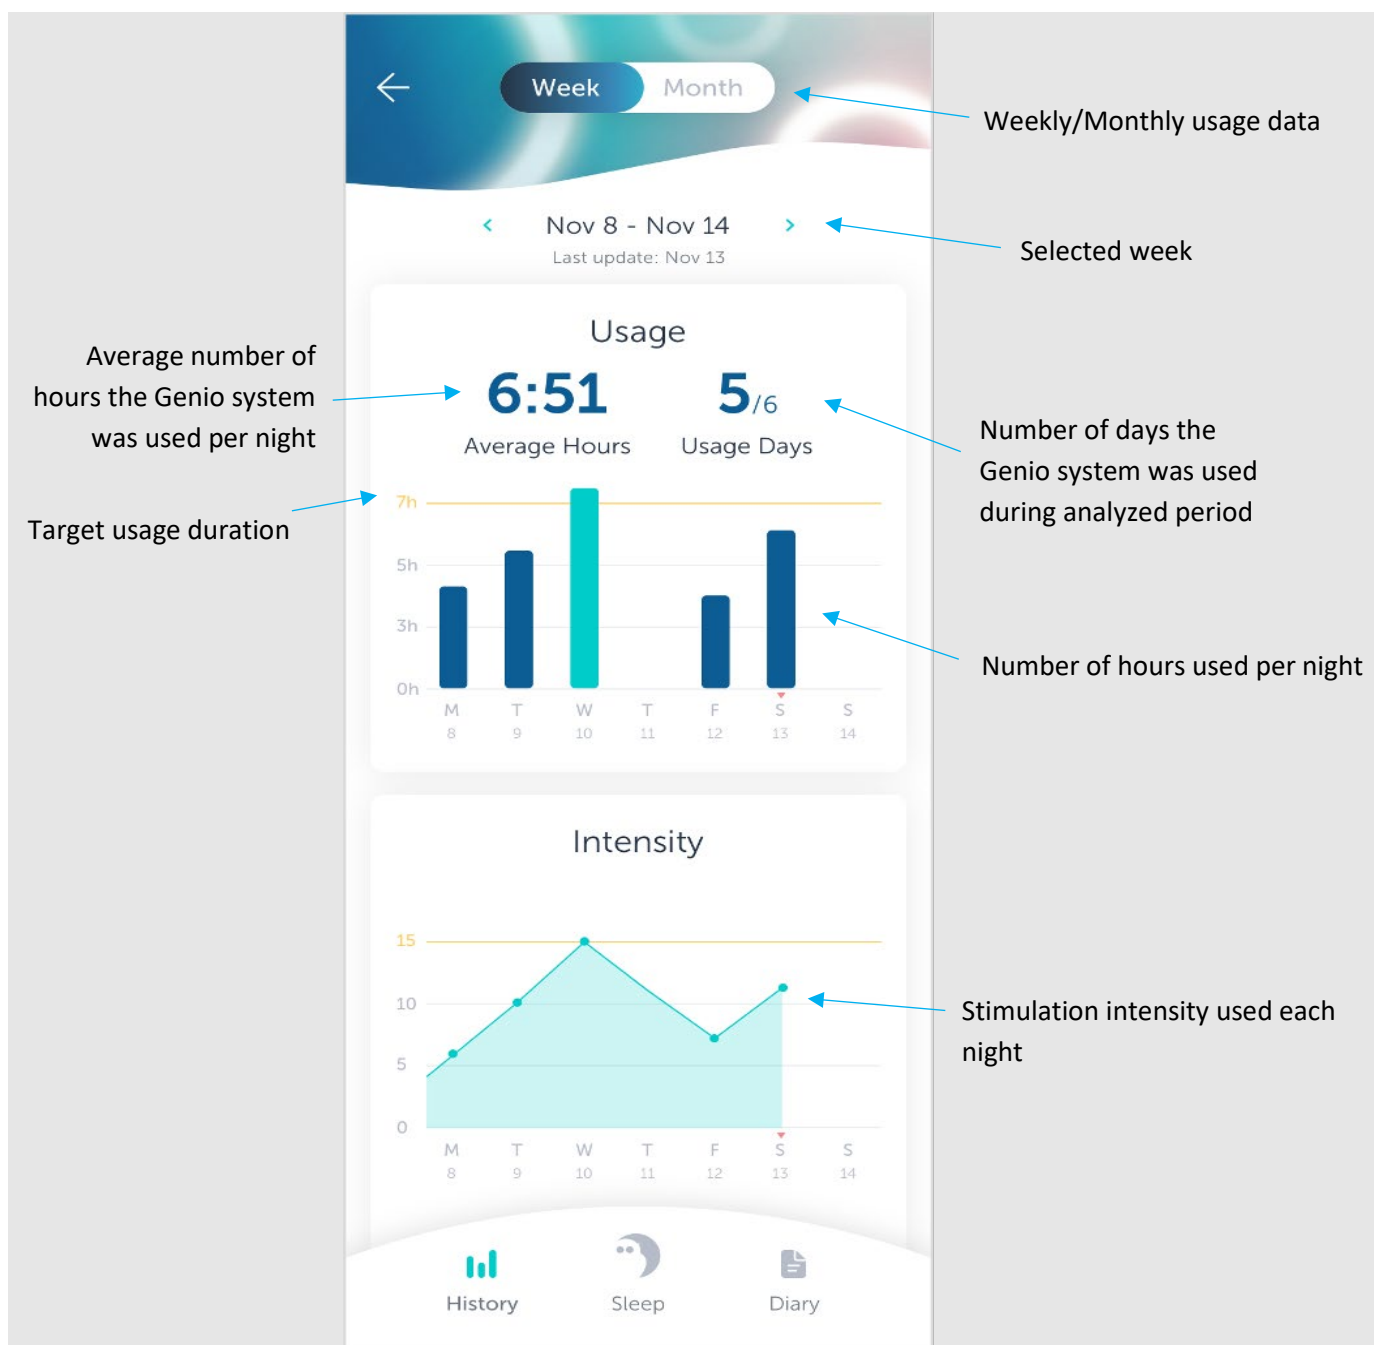 Week Month
Weekly/Monthly usage data
Nov 8 - Nov 14
Last update: Nov 13
Selected week
Usage
6:51
Average Hours
5/6
Usage Days
Average number of
hours the Genio system
was used per night
Number of days the
Genio system was used
during analyzed period
Target usage duration
7h
5h
3h
0h
Number of hours used per night
M T W T F S S
8 9 10 11 12 13 14
Intensity
15
10
5
0
Stimulation intensity used each
night
M T W T F S S
8 9 10 11 12 13 14
History Sleep Diary